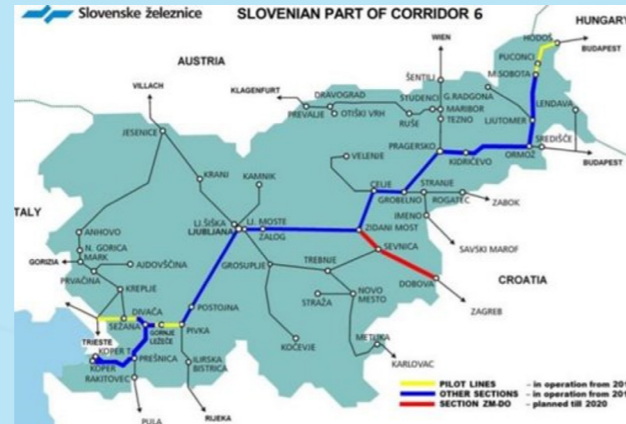 Slovenske železnice
SLOVENIAN PART OF CORRIDOR 6
HUNGARY
AUSTRIA
WIEN
HODOŠ
BUDAPEST
PUCONCI
M.SOBOTA
VILLACH
KLAGENFURT
DRAVOGRAD
ŠENTILJ
STUDENCI
G.RADGONA
LENDAVA
PREVALJE
OTIŠKI VRH
RUŠE
MARIBOR
TEZNO
LJUTOMER
JESENICE
PRAGERSKO
SREDIŠČE
ORMOŽ
KIDRIČEVO
BUDAPEST
VELENJE
KRANJ
KAMNIK
CELJE
STRANJE
GROBELNO
ROGATEC
ZABOK
ITALY
LJ.ŠIŠKA
LJUBLJANA
LJ. MOSTE
ZALOG
IMENO
ZIDANI MOST
SAVSKI MAROF
ANHOVO
N. GORICA
MARK
GORIZIA
AJDOVŠČINA
PRVAČINA
GROSUPLJE
TREBNJE
SEVNICA
CROATIA
DOBOVA
KREPLJE
STRAŽA
NOVO
MESTO
ZAGREB
POSTOJNA
DIVAČA
SEŽANA
GORNJE
LEŽEČE
PIVKA
KOČEVJE
METLIKA
KARLOVAC
TRIESTE
KOPER T.
KOPER
PREŠNICA
RAKITOVEC
ILIRSKA
BISTRICA
PULA
RIJEKA
PILOT LINES
- in operation from 201
OTHER SECTIONS
- in operation from 201
SECTION ZM-DO
- planned till 2020